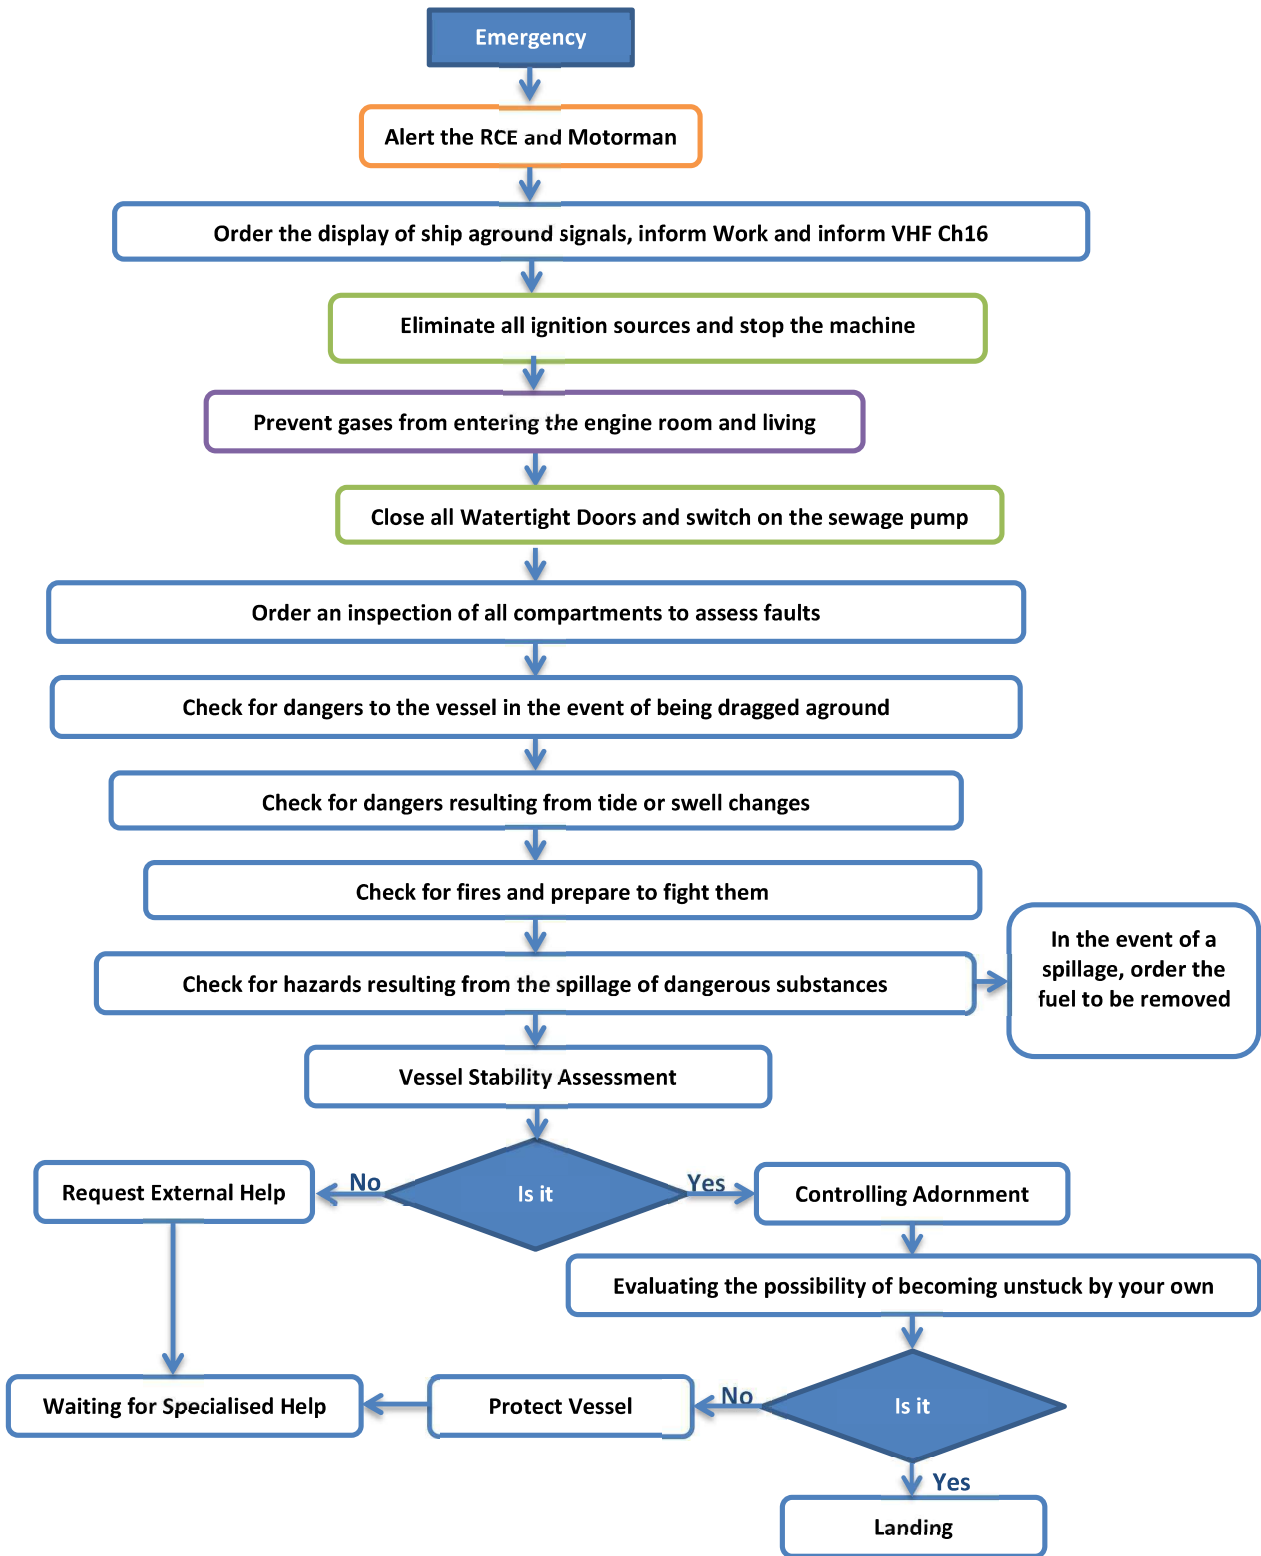 Emergency
Alert the RCE and Motorman
Order the display of ship aground signals, inform Work and inform VHF Ch16
Eliminate all ignition sources and stop the machine
Prevent gases from entering the engine room and living
Close all Watertight Doors and switch on the sewage pump
Order an inspection of all compartments to assess faults
Check for dangers to the vessel in the event of being dragged aground
Check for dangers resulting from tide or swell changes
Check for fires and prepare to fight them
In the event of a
spillage, order the
fuel to be removed
Check for hazards resulting from the spillage of dangerous substances
Vessel Stability Assessment
Request External Help
No
Is it
Yes
Controlling Adornment
Evaluating the possibility of becoming unstuck by your own
Waiting for Specialised Help
Protect Vessel
No
Is it
Yes
Landing